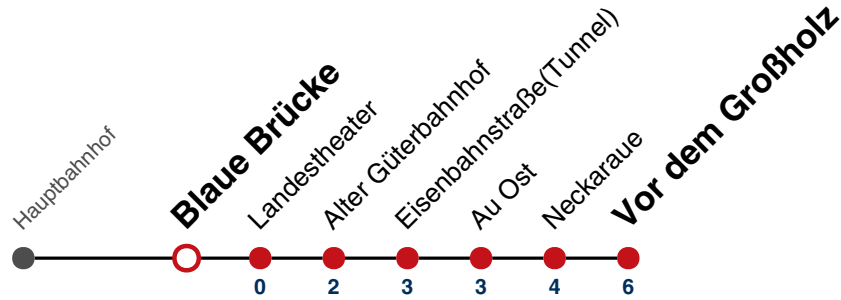 Hauptbahnhof
Blaue Brücke
Landestheater
Alter Güterbahnhof
Eisenbahnstraße(Tunnel)
Au Ost
Neckaraue
Vor dem Großholz
0 2 3 3 4 6